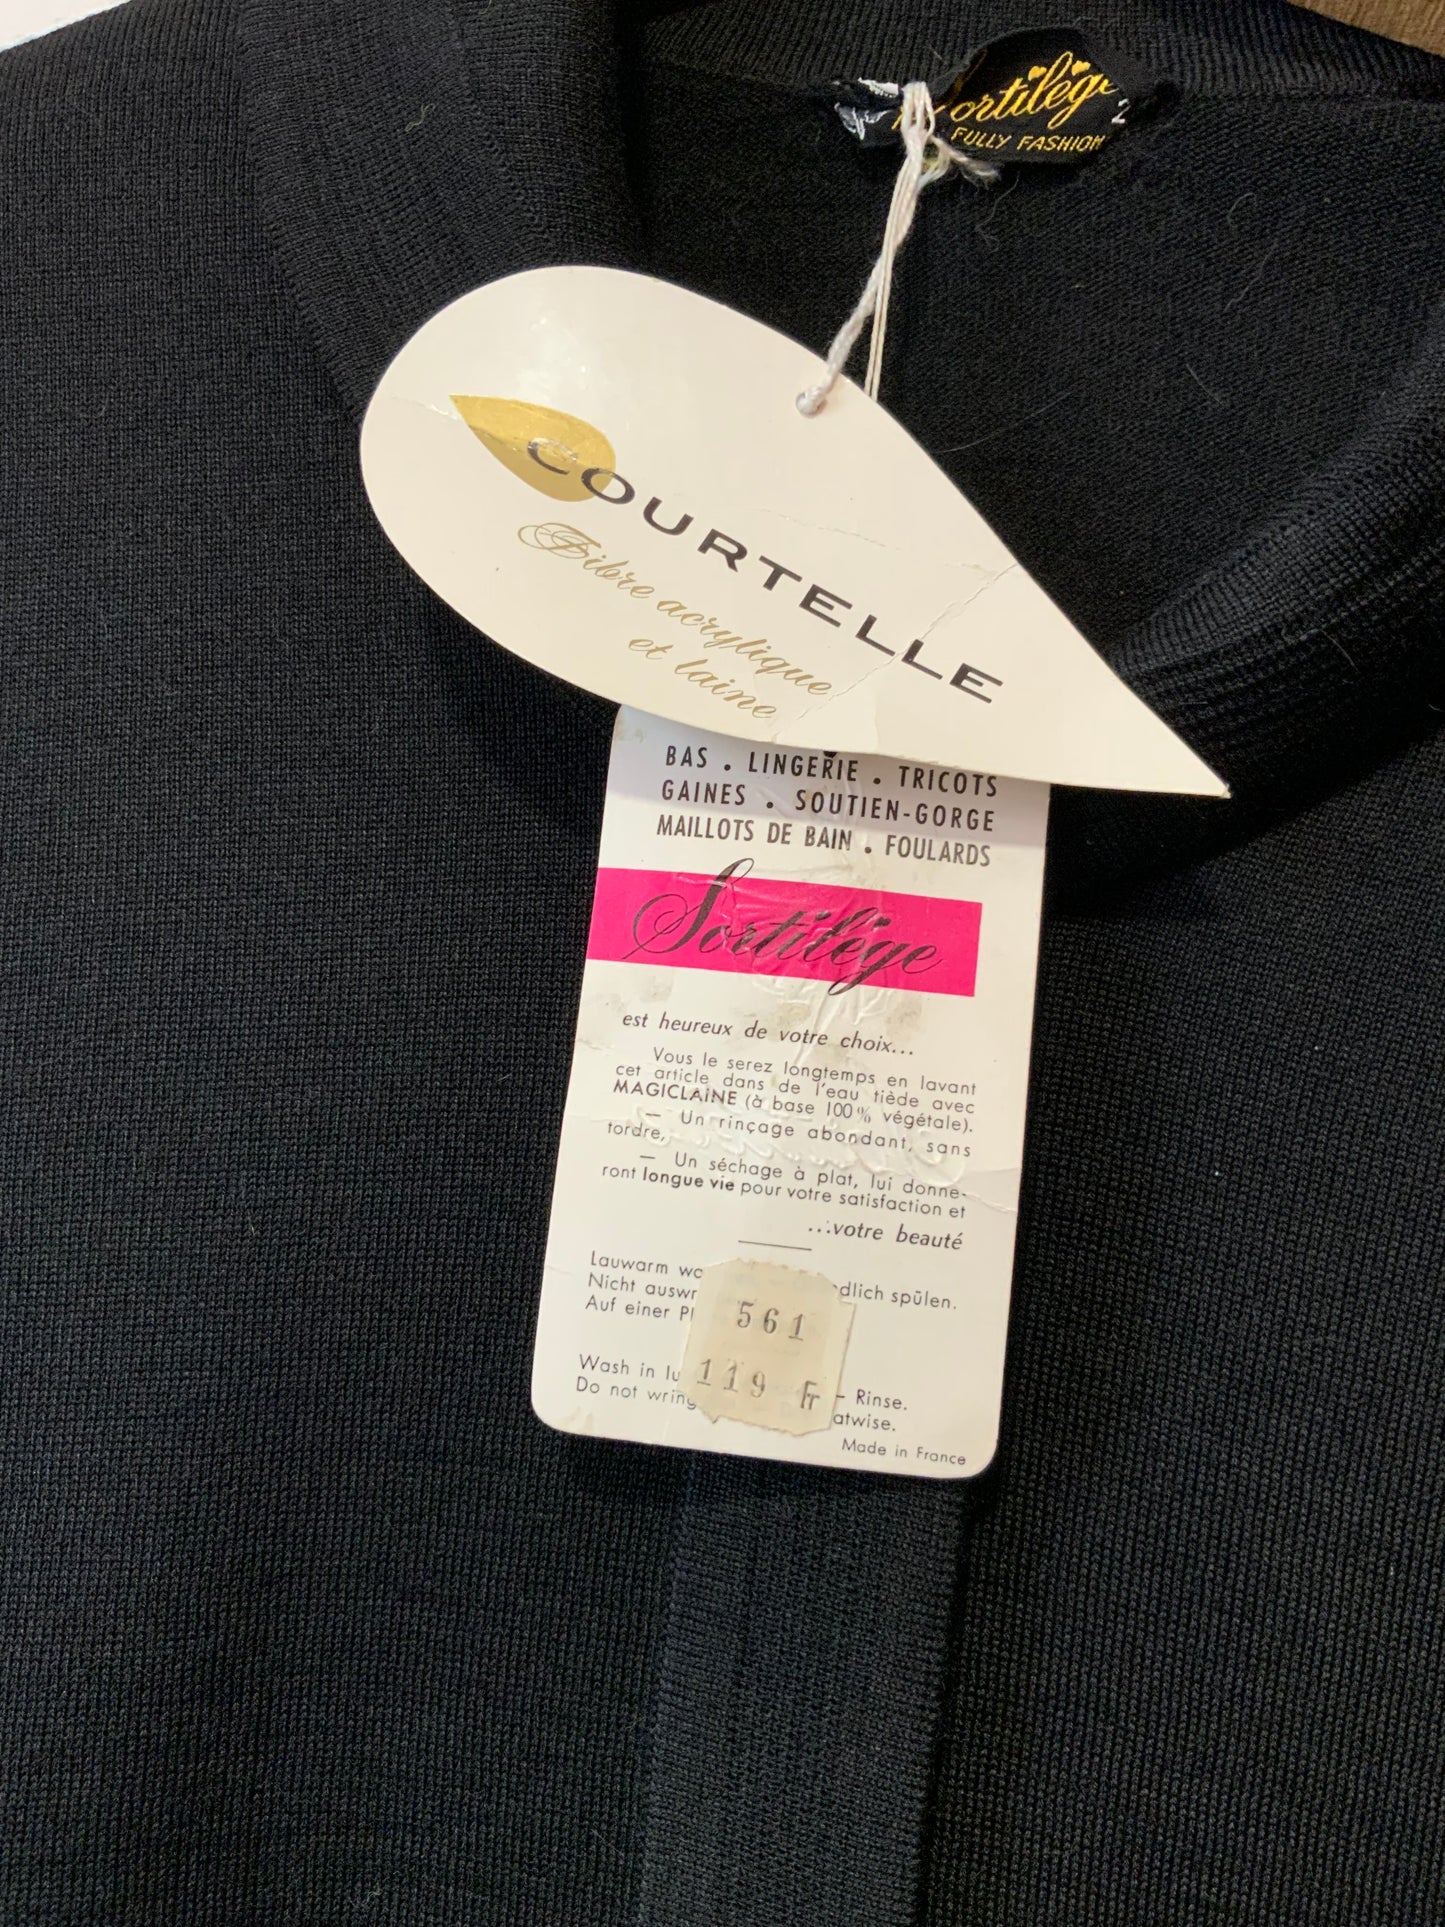 Sortilège
FULLY FASHION
2
COURTELLE
Fibre acrylique
et laine
BAS . LINGERIE . TRICOTS
GAINES . SOUTIEN-GORGE
MAILLOTS DE BAIN . FOULARDS
Sortilège
est heureux de votre choix...
Vous le serez longtemps en lavant
cet article dans de l'eau tiède avec
MAGICLAINE (à base 100% végétale).
— Un rinçage abondant, sans
tordre,
— Un séchage à plat, lui donne-
ront longue vie pour votre satisfaction et
...votre beauté
Lauwarm dlich spülen.
Nicht
Auf einer
561
119 Fr
Wash in - Rinse.
Do not wring
Made in France